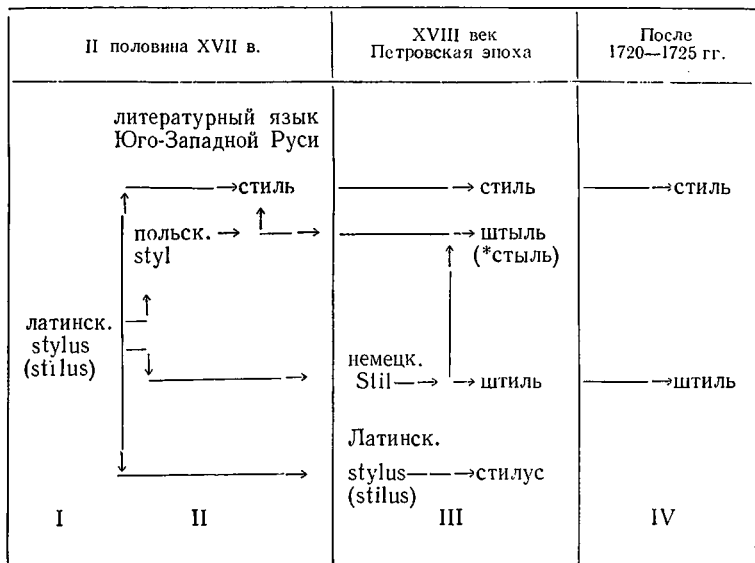 II половина XVII в.
XVIII век
Петровская эпоха
После
1720—1725 гг.
литературный язык
Юго-Западной Руси
стиль
стиль
стиль
польск.
styl
штыль
(*стыль)
латинск.
stylus
(stilus)
немецк.
Stil
штиль
штиль
Латинск.
stylus
стилус
(stilus)
I
II
III
IV